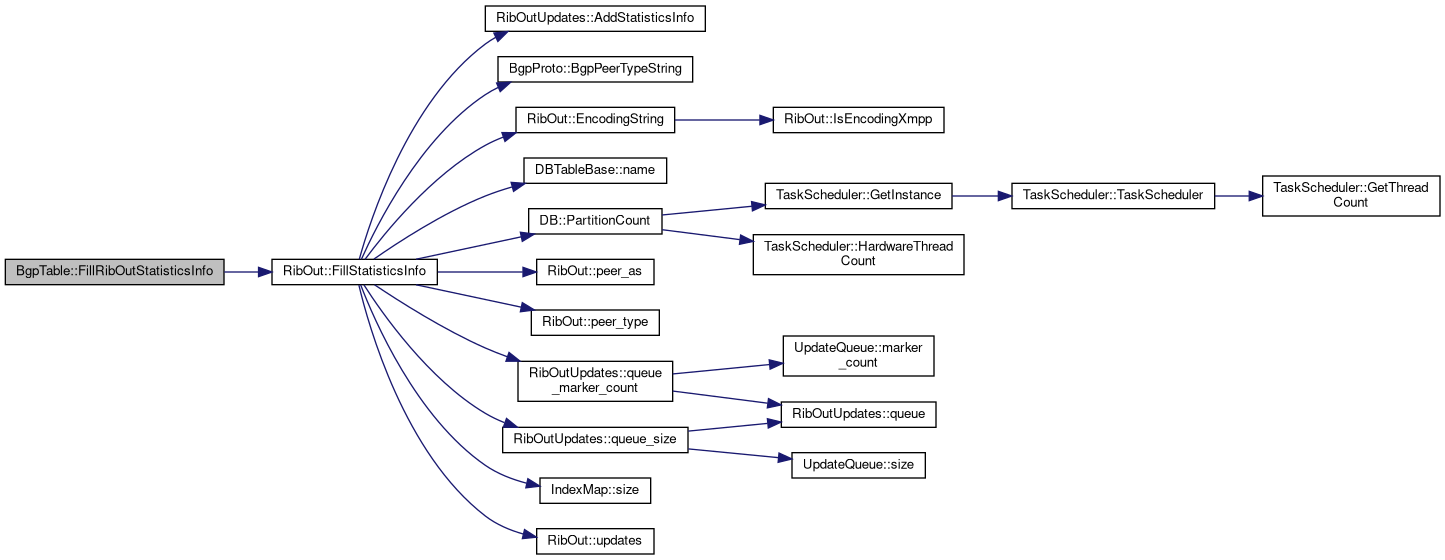 RibOutUpdates::AddStatisticsInfo
BgpProto::BgpPeerTypeString
RibOut::EncodingString
RibOut::IsEncodingXmpp
DBTableBase::name
TaskScheduler::GetInstance
TaskScheduler::TaskScheduler
TaskScheduler::GetThread
Count
DB::PartitionCount
TaskScheduler::HardwareThread
Count
BgpTable::FillRibOutStatisticsInfo
RibOut::FillStatisticsInfo
RibOut::peer_as
RibOut::peer_type
RibOutUpdates::queue
_marker_count
UpdateQueue::marker
_count
RibOutUpdates::queue
RibOutUpdates::queue_size
UpdateQueue::size
IndexMap::size
RibOut::updates